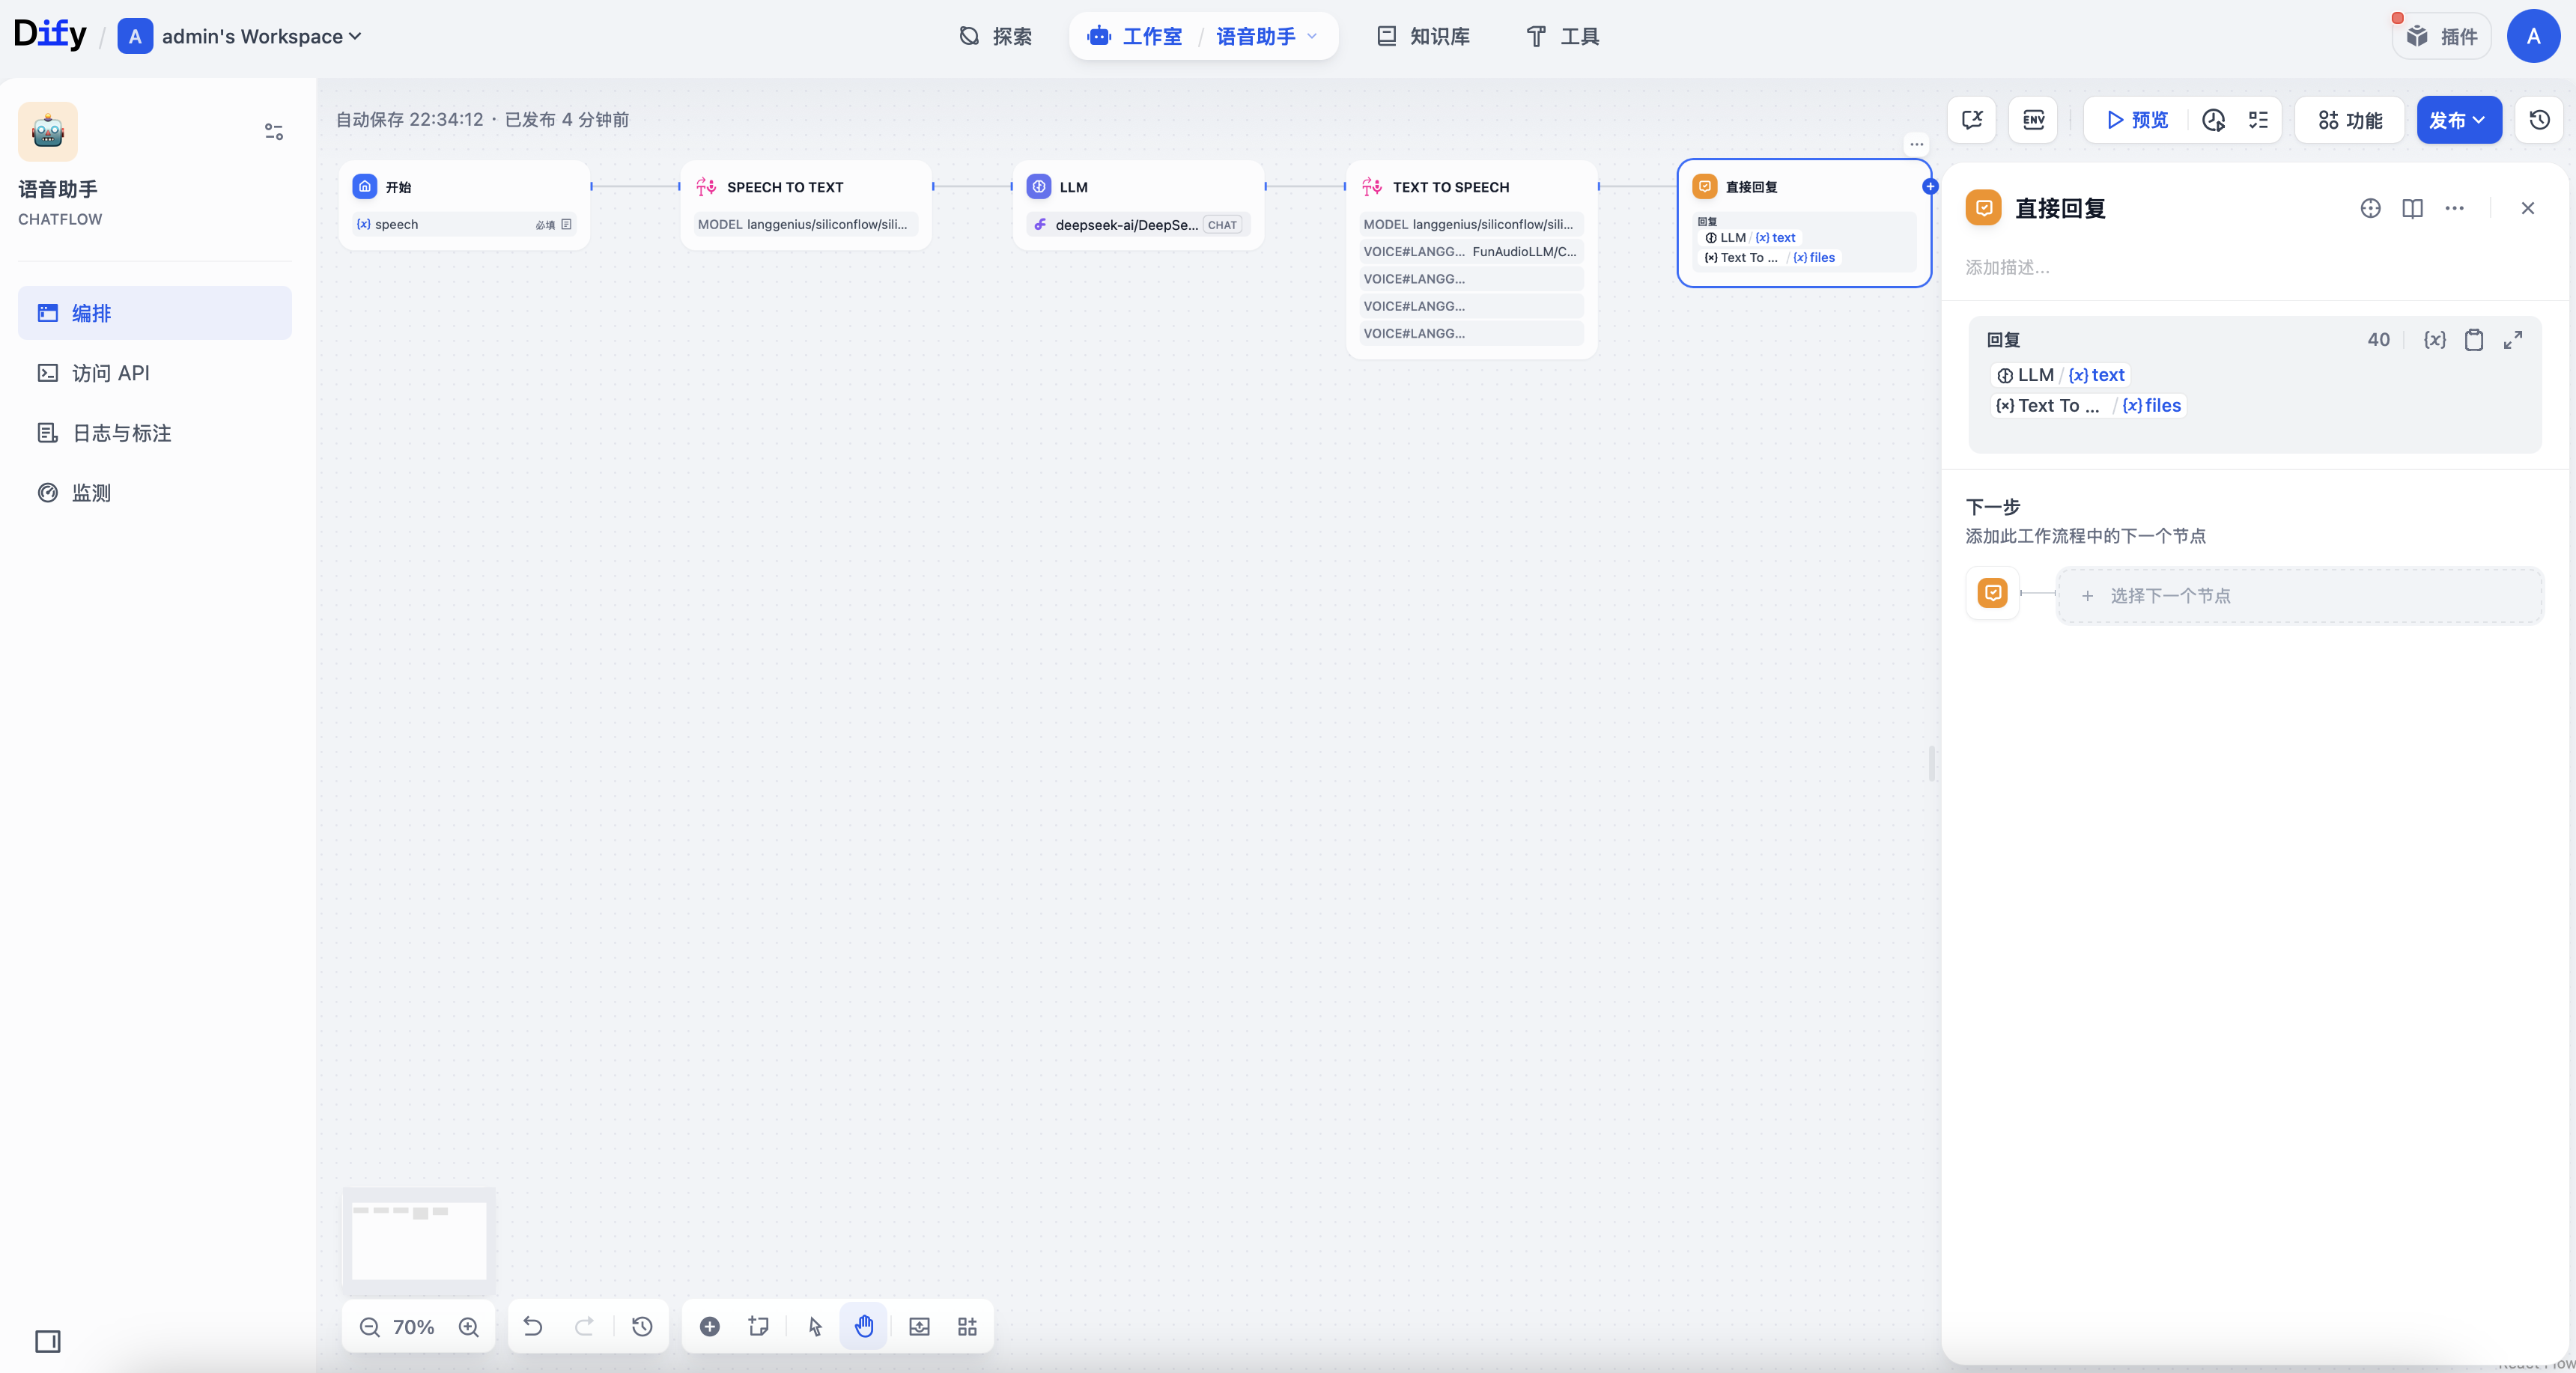 Dify / A admin's Workspace
探索
工作室 / 语音助手
知识库
工具
插件
A
语音助手
CHATFLOW
编排
访问 API
日志与标注
监测
自动保存 22:34:12 · 已发布 4 分钟前
ENV
预览
功能
发布
开始
{x} speech 必填
SPEECH TO TEXT
MODEL langgenius/siliconflow/sili...
LLM
deepseek-ai/DeepSe... CHAT
TEXT TO SPEECH
MODEL langgenius/siliconflow/sili...
VOICE#LANGG... FunAudioLLM/C...
VOICE#LANGG...
VOICE#LANGG...
VOICE#LANGG...
直接回复
回复
LLM / {x} text
{x} Text To ... / {x} files
直接回复
添加描述...
回复 40 {x}
LLM / {x} text
{x} Text To ... / {x} files
下一步
添加此工作流程中的下一个节点
+ 选择下一个节点
70%
React Flow